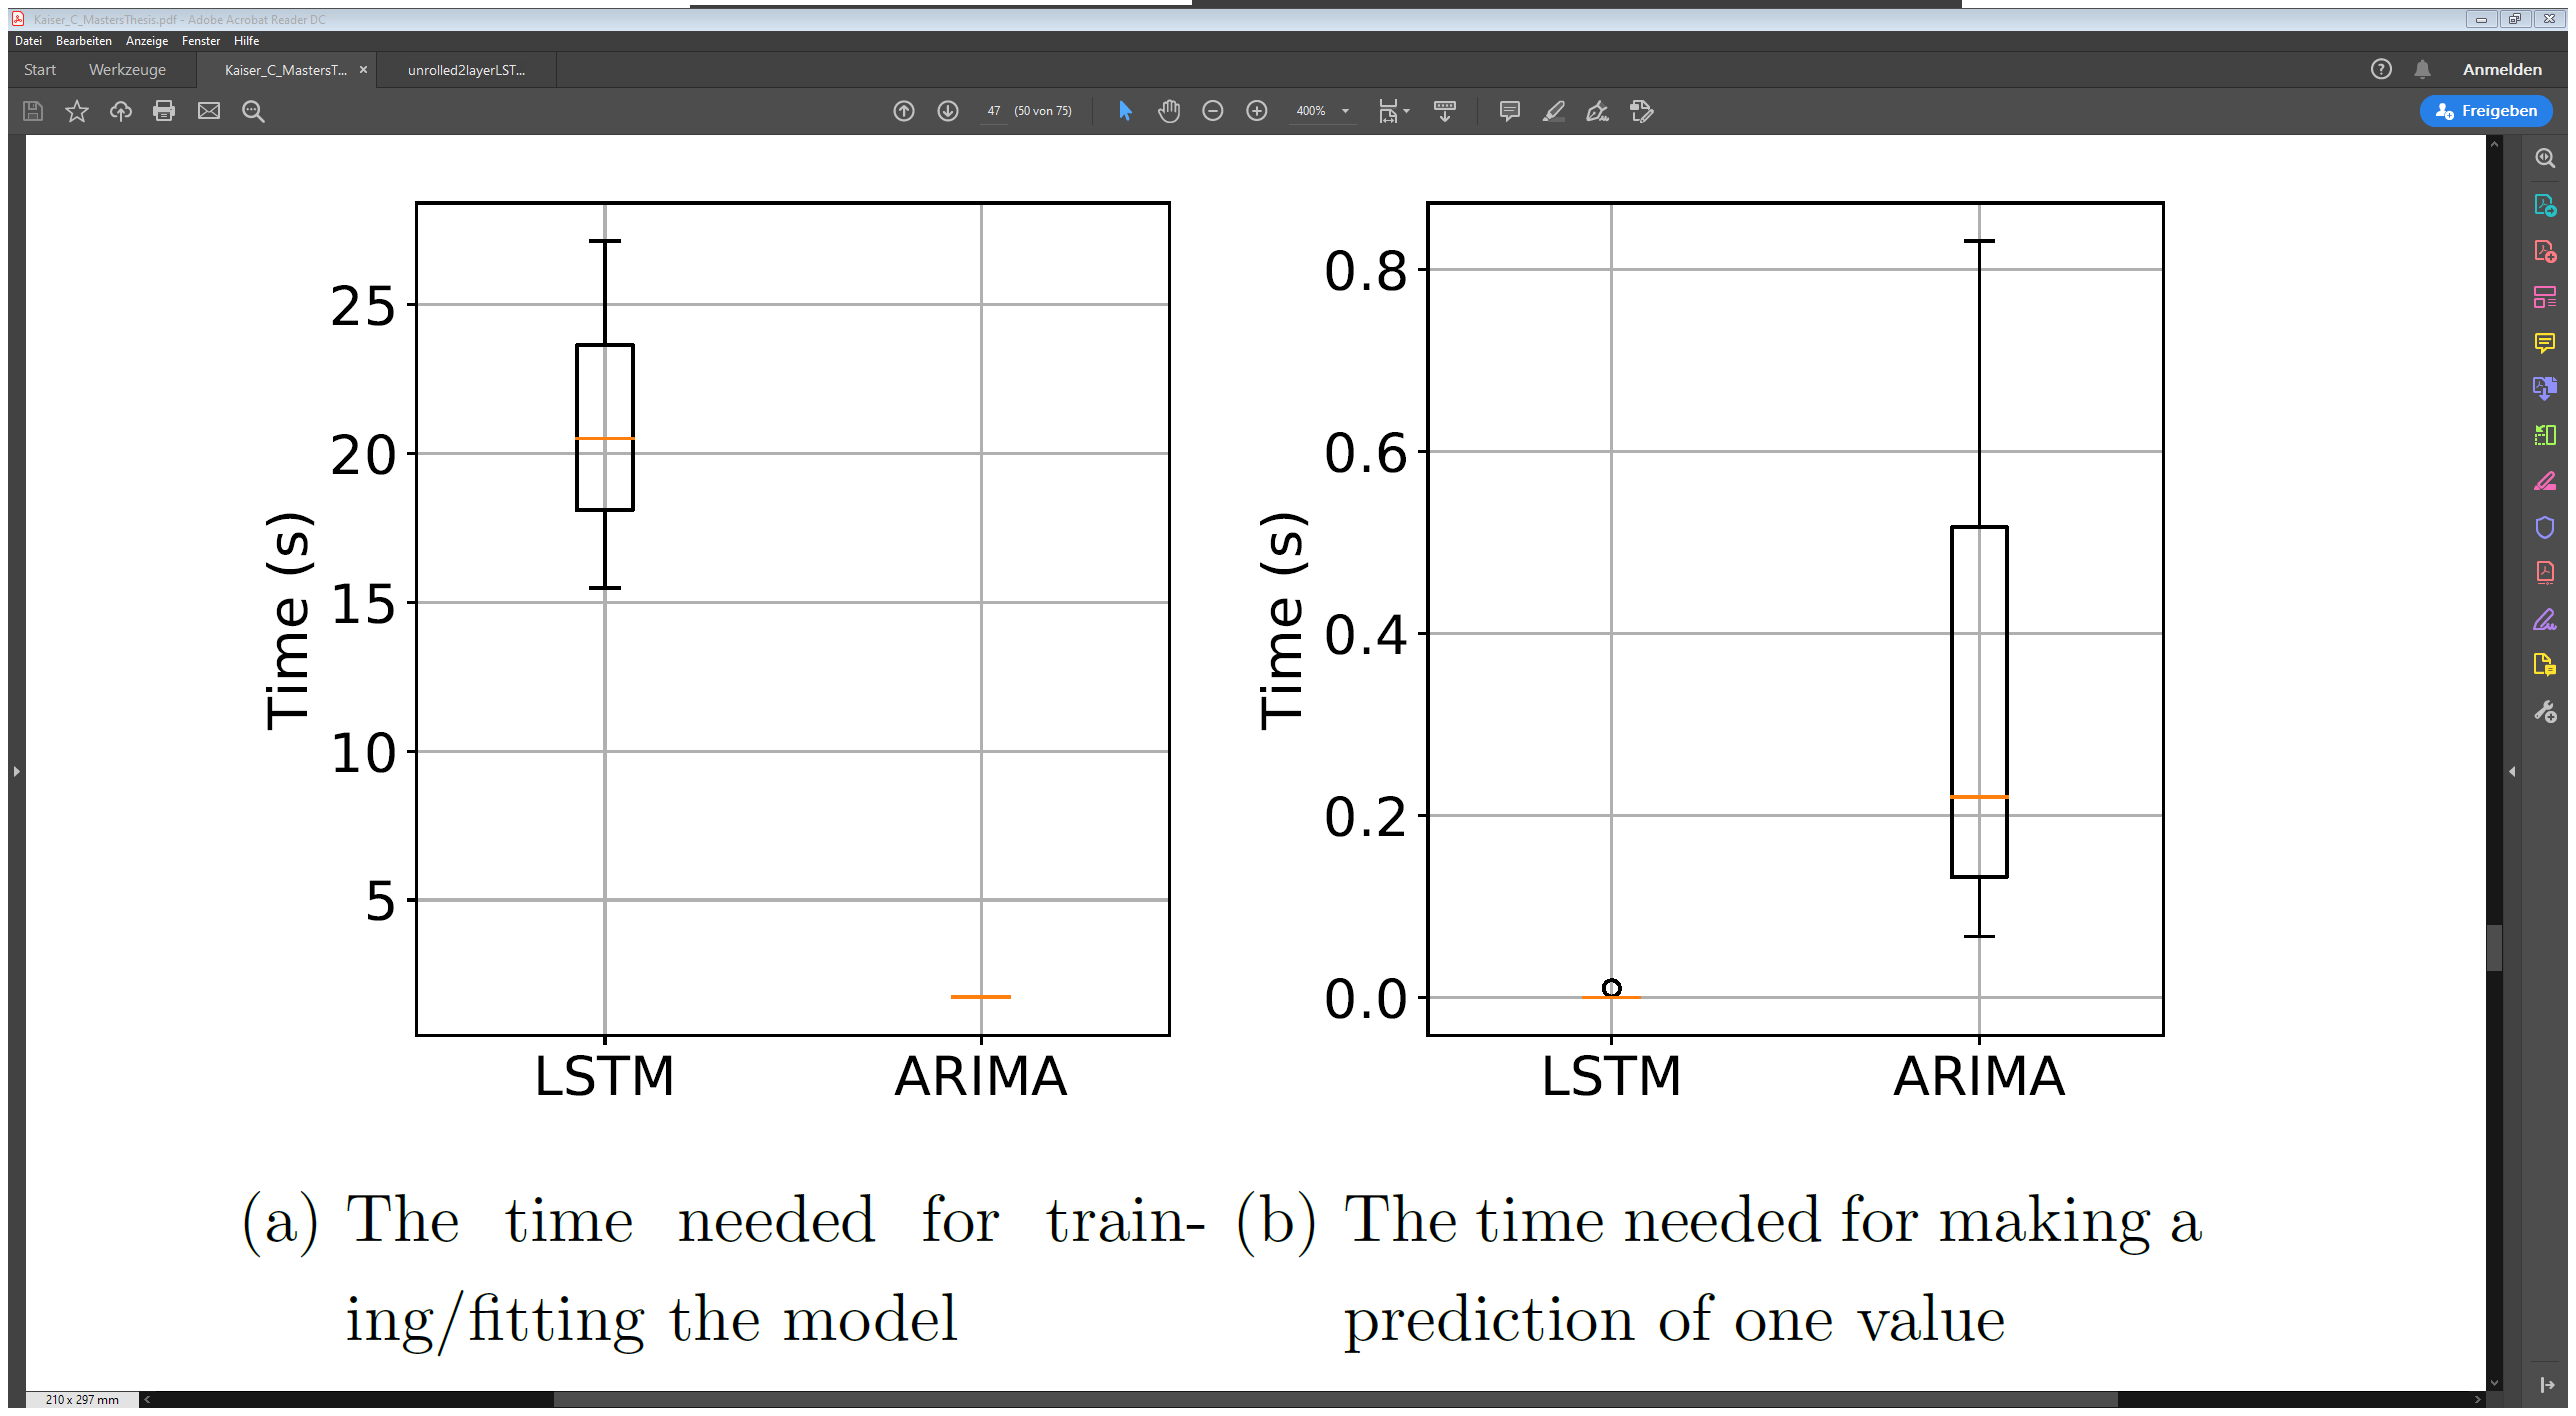 Kaiser_C_MastersThesis.pdf - Adobe Acrobat Reader DC
Datei Bearbeiten Anzeige Fenster Hilfe
Start Werkzeuge Kaiser_C_MastersT... × unrolled2layerLST... Anmelden
47 (50 von 75) 400% Freigeben
Time (s)
25
20
15
10
5
LSTM ARIMA
Time (s)
0.8
0.6
0.4
0.2
0.0
LSTM ARIMA
(a) The time needed for train-
ing/fitting the model
(b) The time needed for making a
prediction of one value
210 x 297 mm